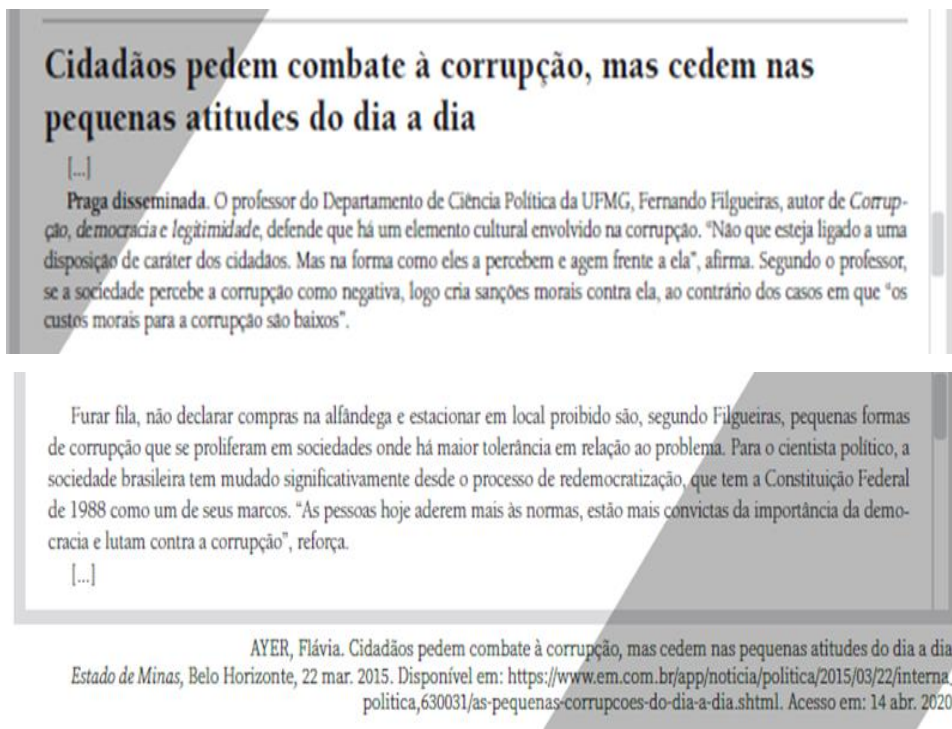 Cidadãos pedem combate à corrupção, mas cedem nas
pequenas atitudes do dia a dia
[...]
Praga disseminada. O professor do Departamento de Ciência Política da UFMG, Fernando Filgueiras, autor de Corrup-
ção, democracia e legitimidade, defende que há um elemento cultural envolvido na corrupção. “Não que esteja ligado a uma
disposição de caráter dos cidadãos. Mas na forma como eles a percebem e agem frente a ela”, afirma. Segundo o professor,
se a sociedade percebe a corrupção como negativa, logo cria sanções morais contra ela, ao contrário dos casos em que “os
custos morais para a corrupção são baixos”.
Furar fila, não declarar compras na alfândega e estacionar em local proibido são, segundo Filgueiras, pequenas formas
de corrupção que se proliferam em sociedades onde há maior tolerância em relação ao problema. Para o cientista político, a
sociedade brasileira tem mudado significativamente desde o processo de redemocratização, que tem a Constituição Federal
de 1988 como um de seus marcos. “As pessoas hoje aderem mais às normas, estão mais convictas da importância da demo-
cracia e lutam contra a corrupção”, reforça.
[...]
AYER, Flávia. Cidadãos pedem combate à corrupção, mas cedem nas pequenas atitudes do dia a dia
Estado de Minas, Belo Horizonte, 22 mar. 2015. Disponível em: https://www.em.com.br/app/noticia/politica/2015/03/22/interna_
politica,630031/as-pequenas-corrupcoes-do-dia-a-dia.shtml. Acesso em: 14 abr. 2020